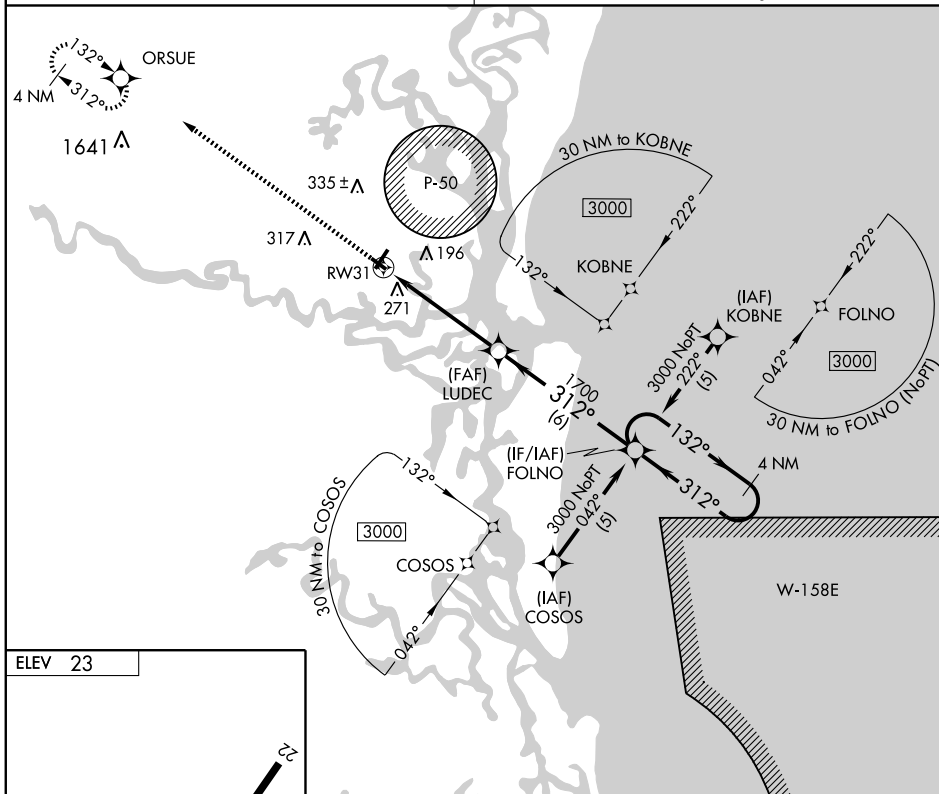 132°
ORSUE
4 NM
312°
1641
335 ±
P-50
317
196
RW31
271
30 NM to KOBNE
3000
222°
132°
KOBNE
222°
FOLNO
042°
3000
30 NM to FOLNO (NoPT)
(IAF)
KOBNE
3000 NoPT
222°
(5)
(FAF)
LUDEC
1700
312°
(6)
(IF/IAF)
FOLNO
132°
4 NM
312°
3000 NoPT
042°
(5)
(IAF)
COSOS
132°
3000
30 NM to COSOS
COSOS
042°
W-158E
ELEV 23
22